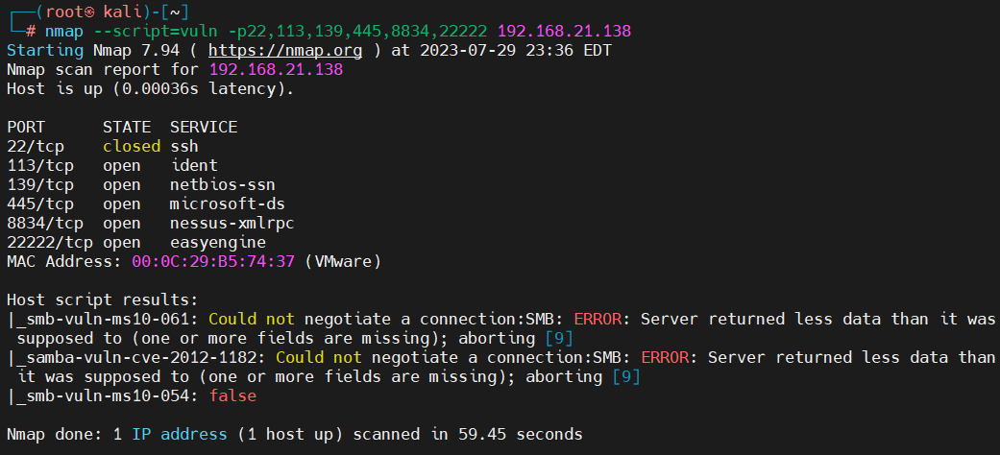 ┌──(root㉿ kali)-[~]
└─# nmap --script=vuln -p22,113,139,445,8834,22222 192.168.21.138
Starting Nmap 7.94 ( https://nmap.org ) at 2023-07-29 23:36 EDT
Nmap scan report for 192.168.21.138
Host is up (0.00036s latency).

PORT      STATE  SERVICE
22/tcp    closed ssh
113/tcp   open   ident
139/tcp   open   netbios-ssn
445/tcp   open   microsoft-ds
8834/tcp  open   nessus-xmlrpc
22222/tcp open   easyengine
MAC Address: 00:0C:29:B5:74:37 (VMware)

Host script results:
|_smb-vuln-ms10-061: Could not negotiate a connection:SMB: ERROR: Server returned less data than it was
 supposed to (one or more fields are missing); aborting [9]
|_samba-vuln-cve-2012-1182: Could not negotiate a connection:SMB: ERROR: Server returned less data than
 it was supposed to (one or more fields are missing); aborting [9]
|_smb-vuln-ms10-054: false

Nmap done: 1 IP address (1 host up) scanned in 59.45 seconds